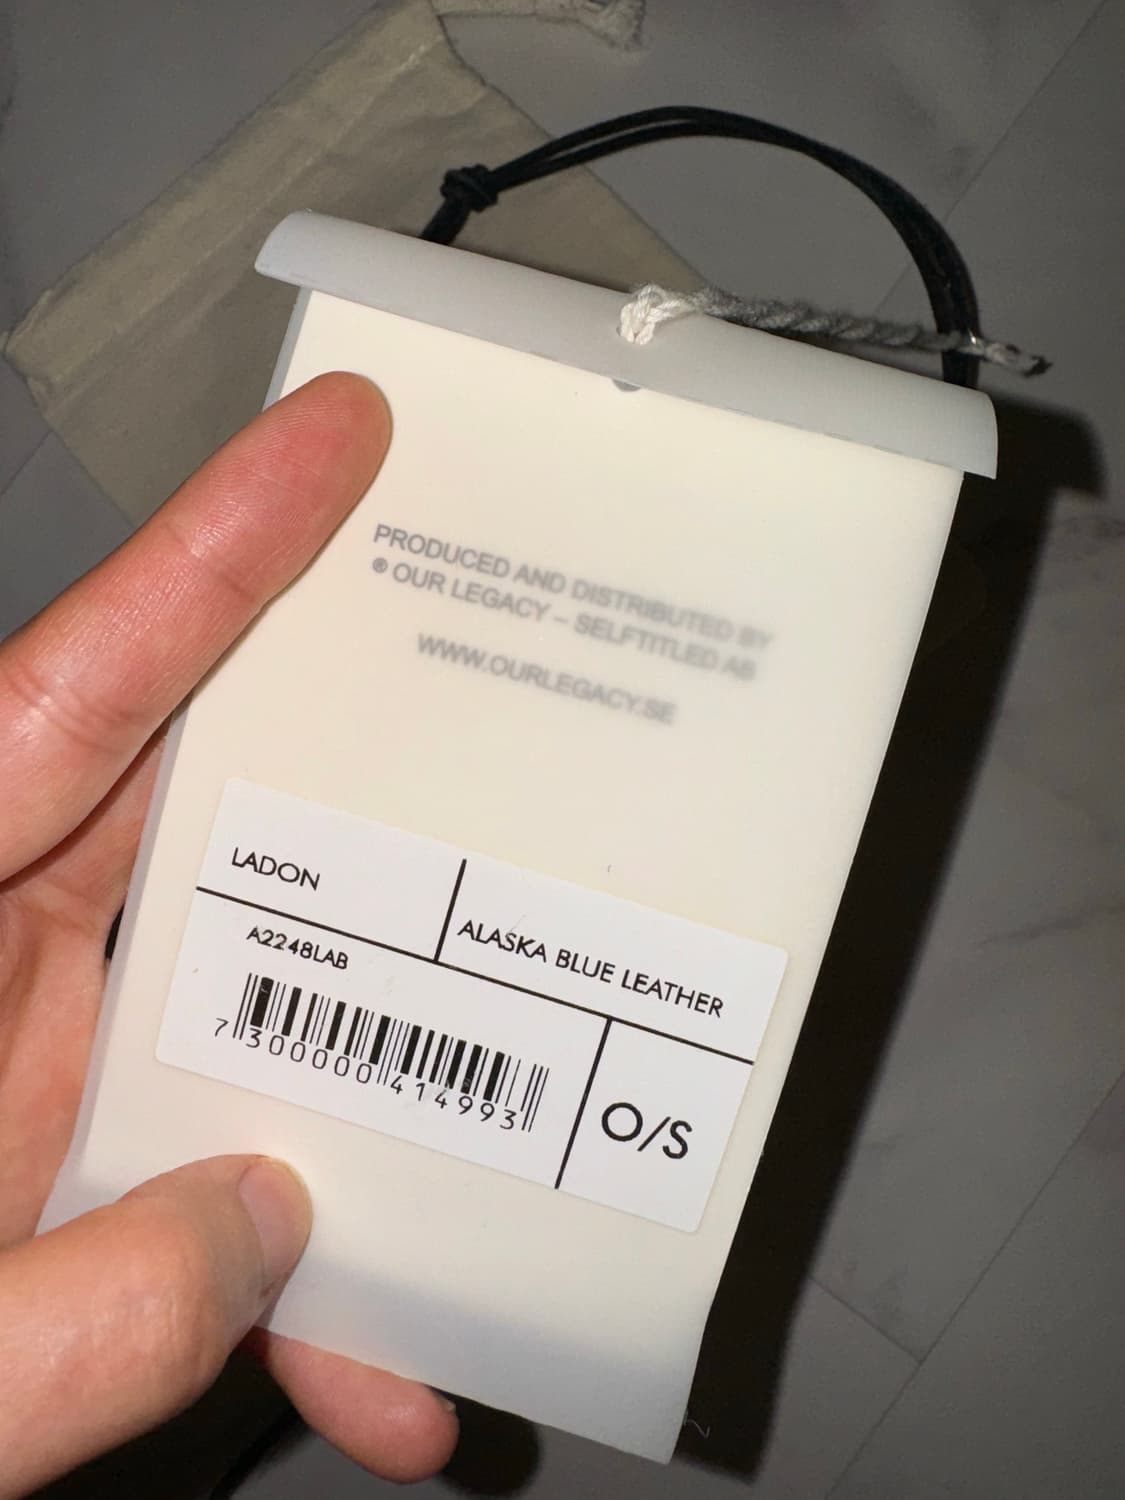 PRODUCED AND DISTRIBUTED BY
® OUR LEGACY – SELFTITLED AB
WWW.OURLEGACY.SE
LADON
ALASKA BLUE LEATHER
A2248LAB
7 300000 414993
O/S